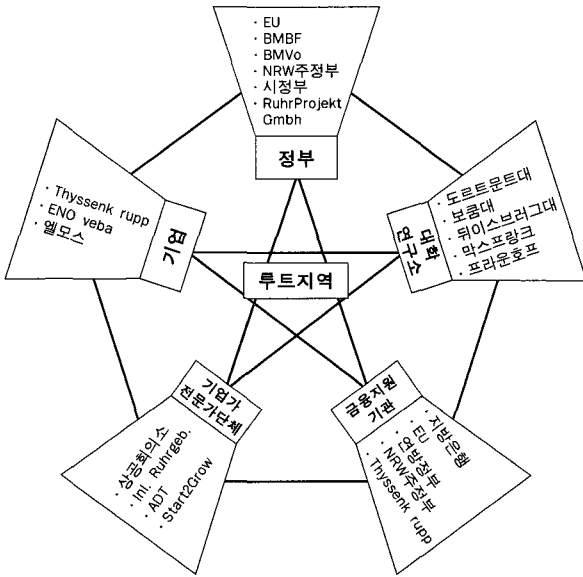 · EU
· BMBF
· BMVo
· NRW주정부
· 시정부
· RuhrProjekt
Gmbh
정부
· Thyssenk rupp
· ENO veba
· 엘모스
기업
대학
연구소
· 도르트문트대
· 보쿰대
· 뒤이스브러그대
· 막스프랑크
· 프라운호프
루트지역
기업가
전문가단체
· 상공회의소
· Inl. Ruhrgeb.
· ADT
· Start2Grow
금융지원
기관
· 지방은행
· EU
· 연방정부
· NRW주정부
· Thyssenk rupp